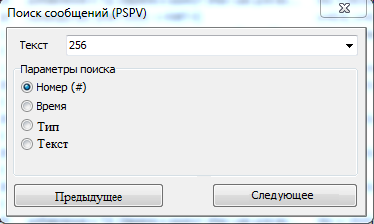 Поиск сообщений (PSPV)
Текст 256
Параметры поиска
Номер (#)
Время
Тип
Текст
Предыдущее Следующее